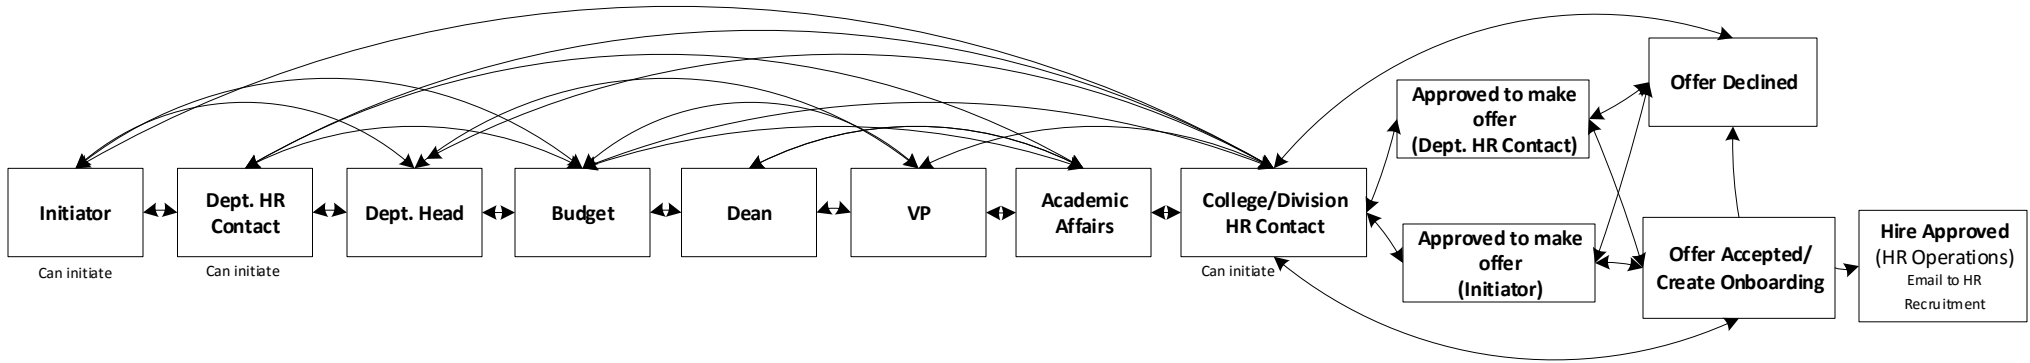 Initiator
Can initiate
Dept. HR
Contact
Can initiate
Dept. Head
Budget
Dean
VP
Academic
Affairs
College/Division
HR Contact
Can initiate
Approved to make
offer
(Dept. HR Contact)
Approved to make
offer
(Initiator)
Offer Declined
Offer Accepted/
Create Onboarding
Hire Approved
(HR Operations)
Email to HR
Recruitment